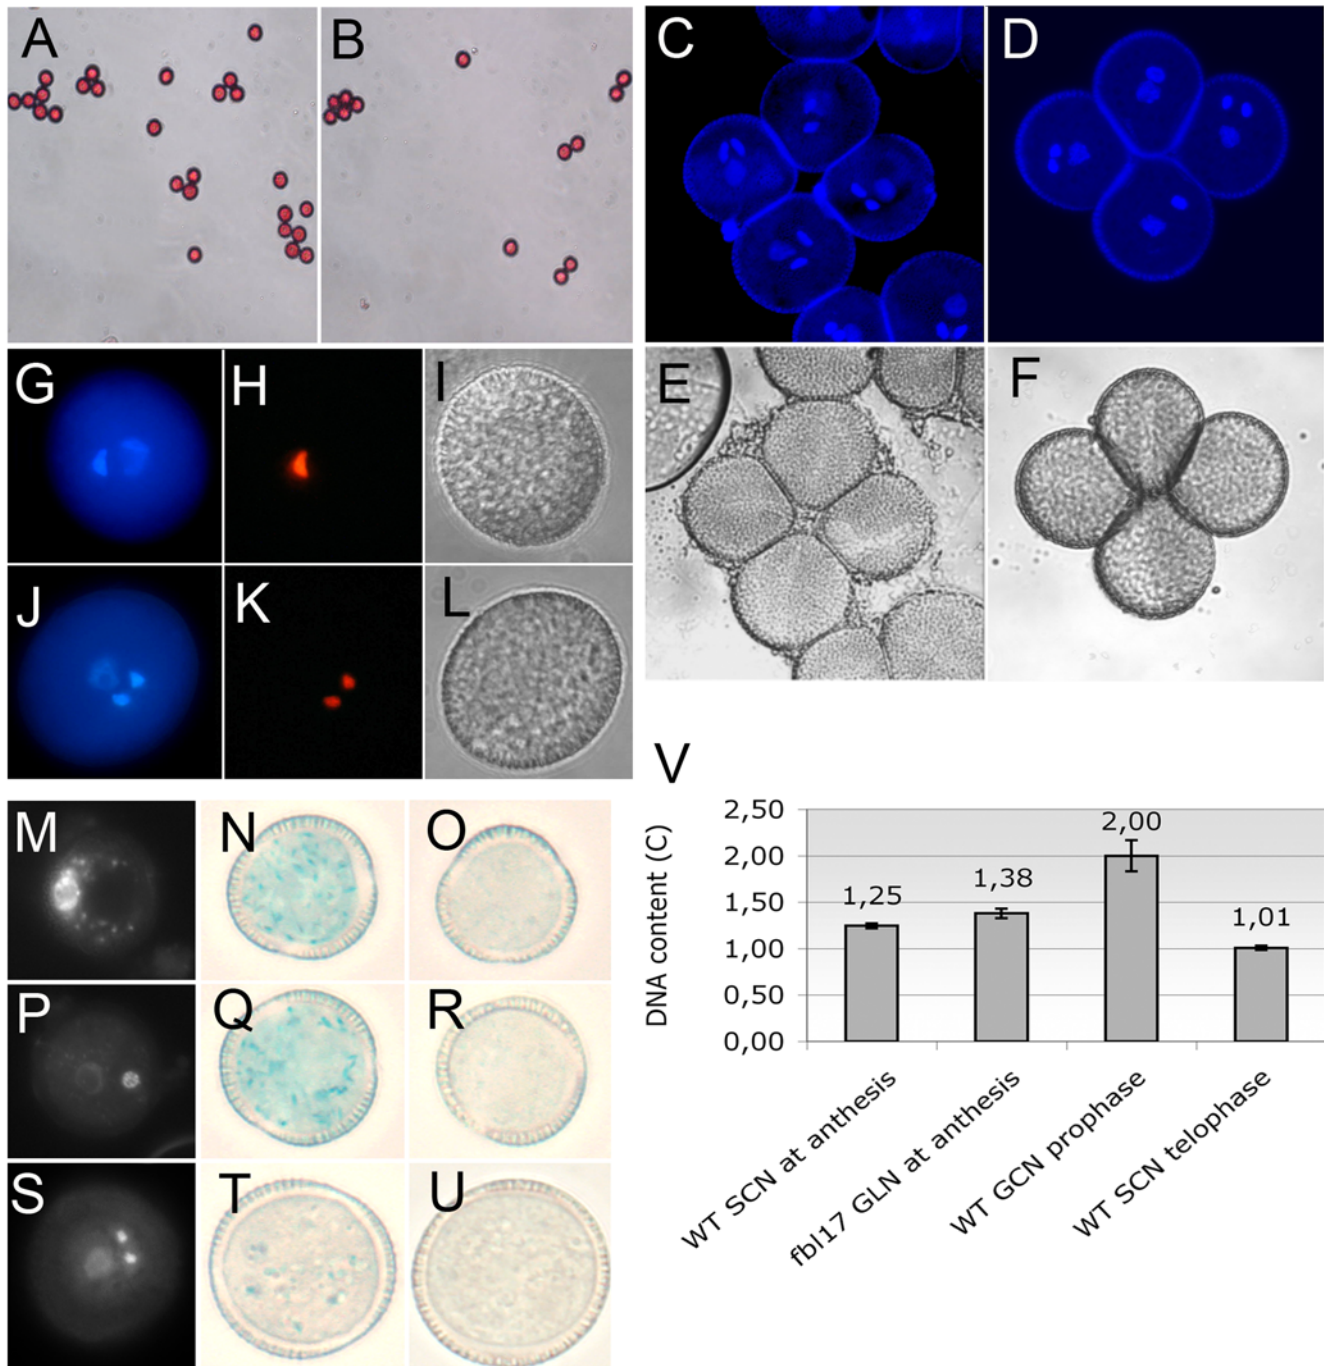 A
B
C
D
E
F
G
H
I
J
K
L
M
N
O
P
Q
R
S
T
U
V
DNA content (C)
2,50
2,00
1,50
1,00
0,50
0,00
1,25
1,38
2,00
1,01
WT SCN at anthesis
fbl17 GLN at anthesis
WT GCN prophase
WT SCN telophase